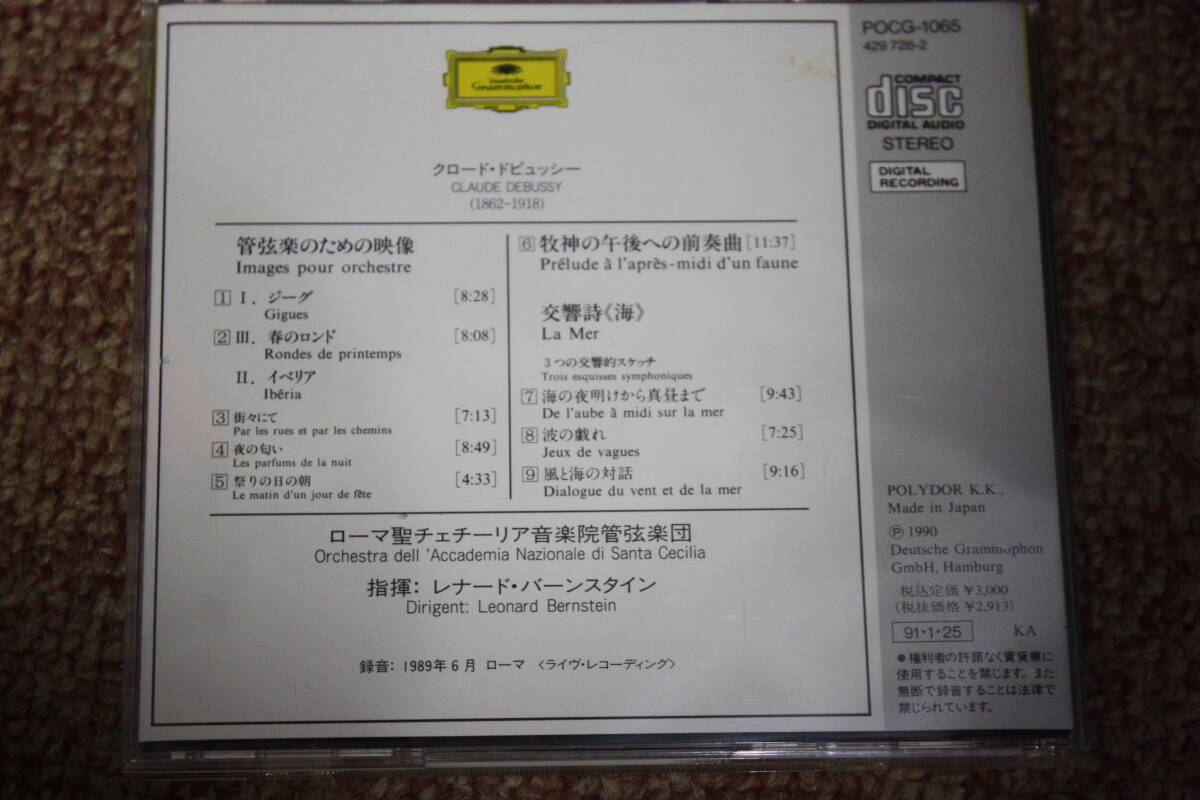 Deutsche
Grammophon
クロード・ドビュッシー
CLAUDE DEBUSSY
(1862-1918)
管弦楽のための映像
Images pour orchestre
1 I. ジーグ [8:28]
Gigues
2 III. 春のロンド [8:08]
Rondes de printemps
II. イベリア
Ibéria
3 街々にて [7:13]
Par les rues et par les chemins
4 夜の匂い [8:49]
Les parfums de la nuit
5 祭りの日の朝 [4:33]
Le matin d'un jour de fête
6 牧神の午後への前奏曲 [11:37]
Prélude à l'après-midi d'un faune
交響詩《海》
La Mer
3つの交響的スケッチ
Trois esquisses symphoniques
7 海の夜明けから真昼まで [9:43]
De l'aube à midi sur la mer
8 波の戯れ [7:25]
Jeux de vagues
9 風と海の対話 [9:16]
Dialogue du vent et de la mer
ローマ聖チェチーリア音楽院管弦楽団
Orchestra dell 'Accademia Nazionale di Santa Cecilia
指揮: レナード・バーンスタイン
Dirigent: Leonard Bernstein
録音: 1989年6月 ローマ 〈ライヴ・レコーディング〉
POCG-1065
429 728-2
COMPACT
disc
DIGITAL AUDIO
STEREO
DIGITAL
RECORDING
POLYDOR K.K.,
Made in Japan
Ⓟ 1990
Deutsche Grammophon
GmbH, Hamburg
税込定価 ¥3,000
(税抜価格 ¥2,913)
91・1・25 KA
●権利者の許諾なく賃貸業に
使用することを禁じます。また
無断で録音することは法律で
禁じられています。